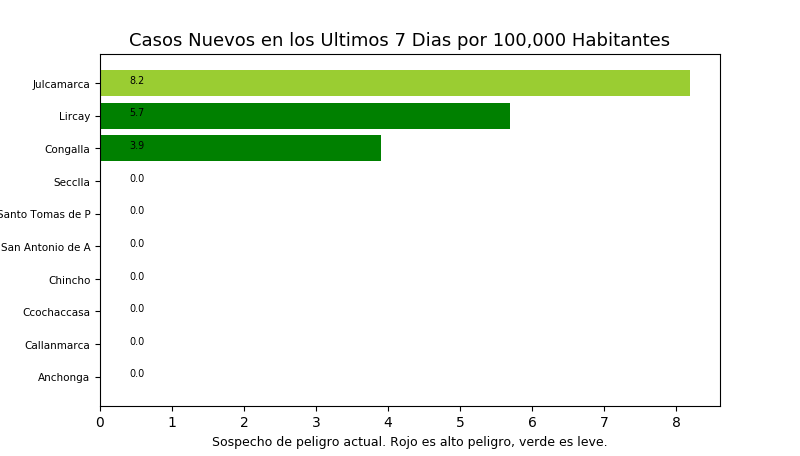 Casos Nuevos en los Ultimos 7 Dias por 100,000 Habitantes
Julcamarca 8.2
Lircay 5.7
Congalla 3.9
Secclla 0.0
Santo Tomas de P 0.0
San Antonio de A 0.0
Chincho 0.0
Ccochaccasa 0.0
Callanmarca 0.0
Anchonga 0.0
0 1 2 3 4 5 6 7 8
Sospecho de peligro actual. Rojo es alto peligro, verde es leve.